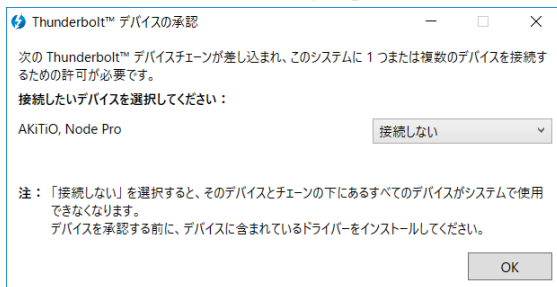 Thunderbolt™ デバイスの承認
次の Thunderbolt™ デバイスチェーンが差し込まれ、このシステムに 1 つまたは複数のデバイスを接続す
るための許可が必要です。
接続したいデバイスを選択してください：
AKiTiO, Node Pro
接続しない
注： 「接続しない」を選択すると、そのデバイスとチェーンの下にあるすべてのデバイスがシステムで使用
できなくなります。
デバイスを承認する前に、デバイスに含まれているドライバーをインストールしてください。
OK